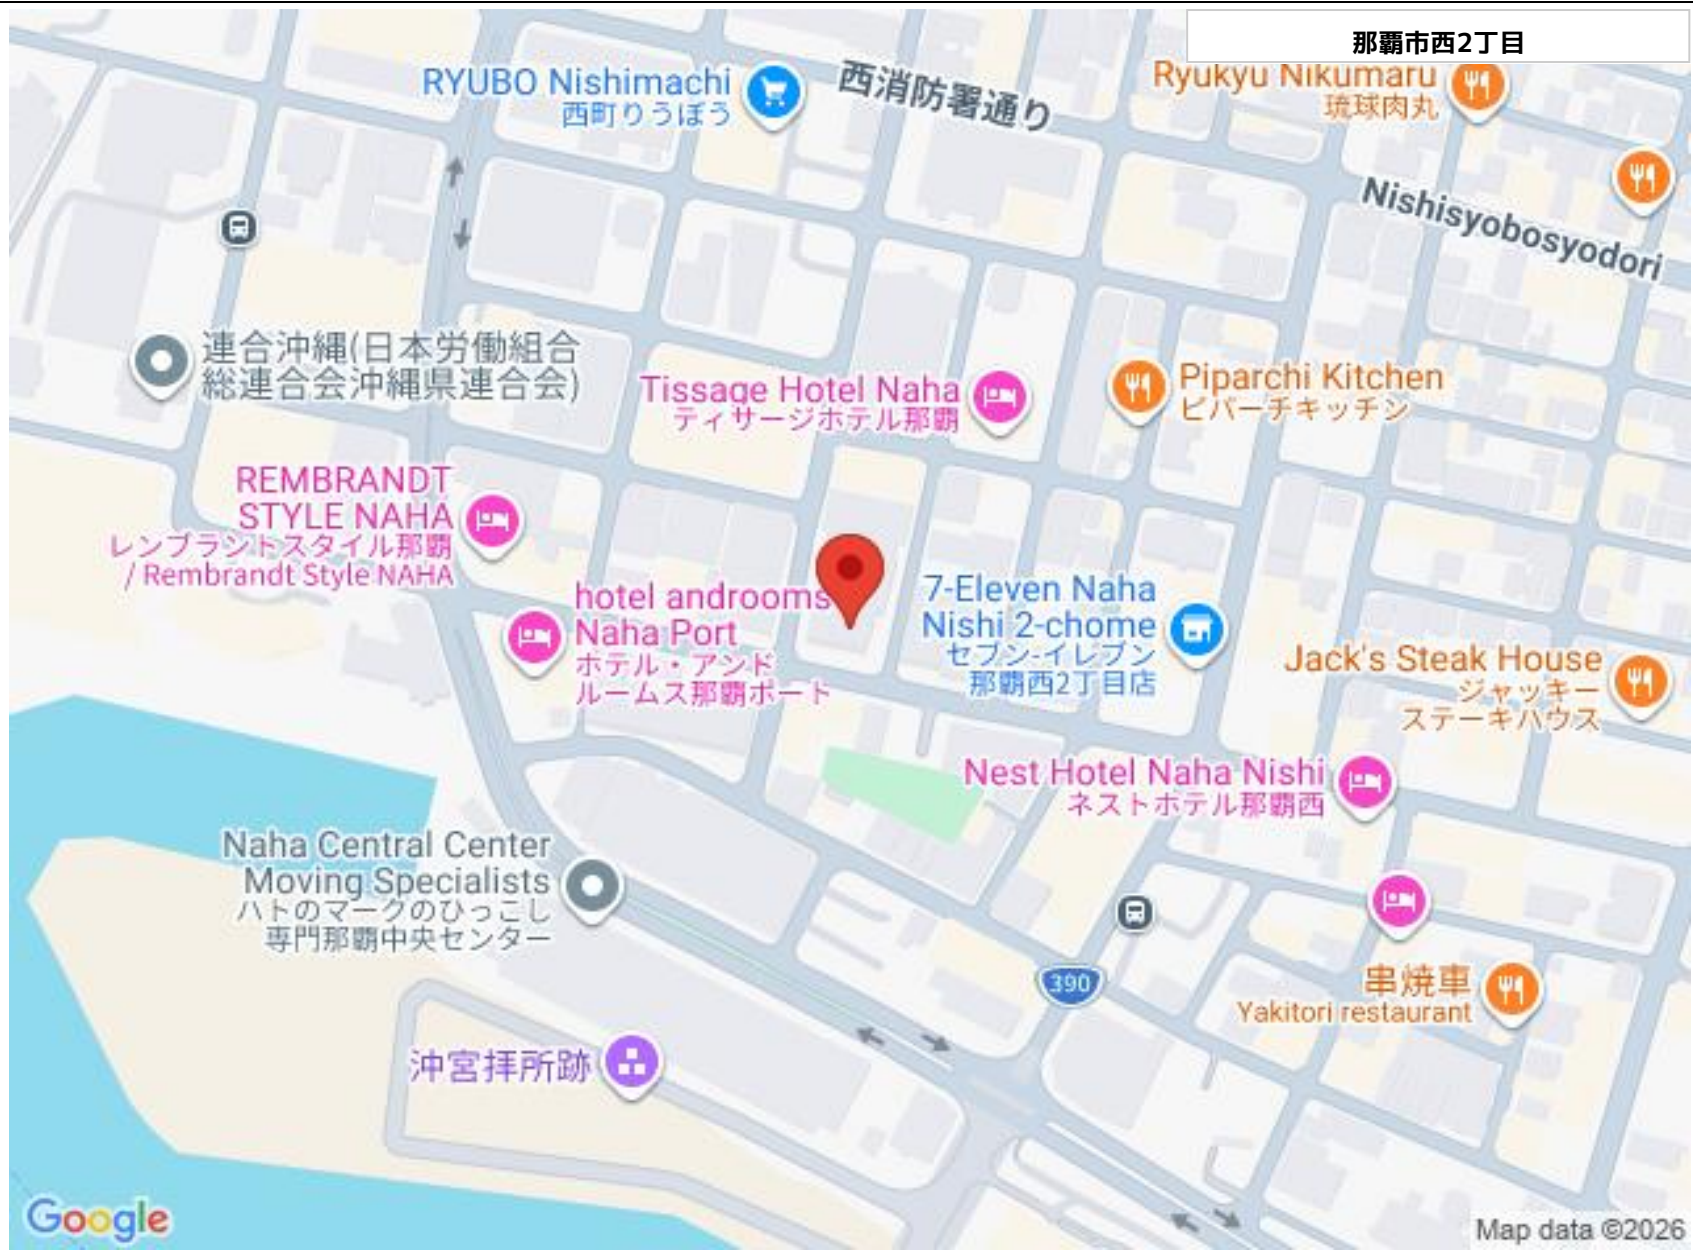 那覇市西2丁目
RYUBO Nishimachi
西町りうぼう
西消防署通り
Ryukyu Nikumaru
琉球肉丸
Nishisyobosyodori
連合沖縄(日本労働組合
総連合会沖縄県連合会)
Tissage Hotel Naha
ティサージホテル那覇
Piparchi Kitchen
ピパーチキッチン
REMBRANDT
STYLE NAHA
レンブラントスタイル那覇
/ Rembrandt Style NAHA
hotel androoms
Naha Port
ホテル・アンド
ルームス那覇ポート
7-Eleven Naha
Nishi 2-chome
セブン-イレブン
那覇西2丁目店
Jack's Steak House
ジャッキー
ステーキハウス
Nest Hotel Naha Nishi
ネストホテル那覇西
Naha Central Center
Moving Specialists
ハトのマークのひっこし
専門那覇中央センター
390
串焼車
Yakitori restaurant
沖宮拝所跡
Google
Map data ©2026